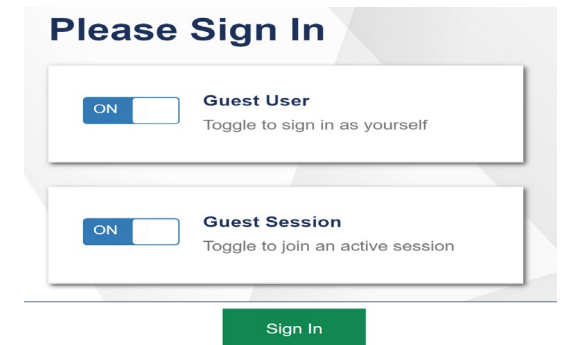 Please Sign In
ON
Guest User
Toggle to sign in as yourself
ON
Guest Session
Toggle to join an active session
Sign In